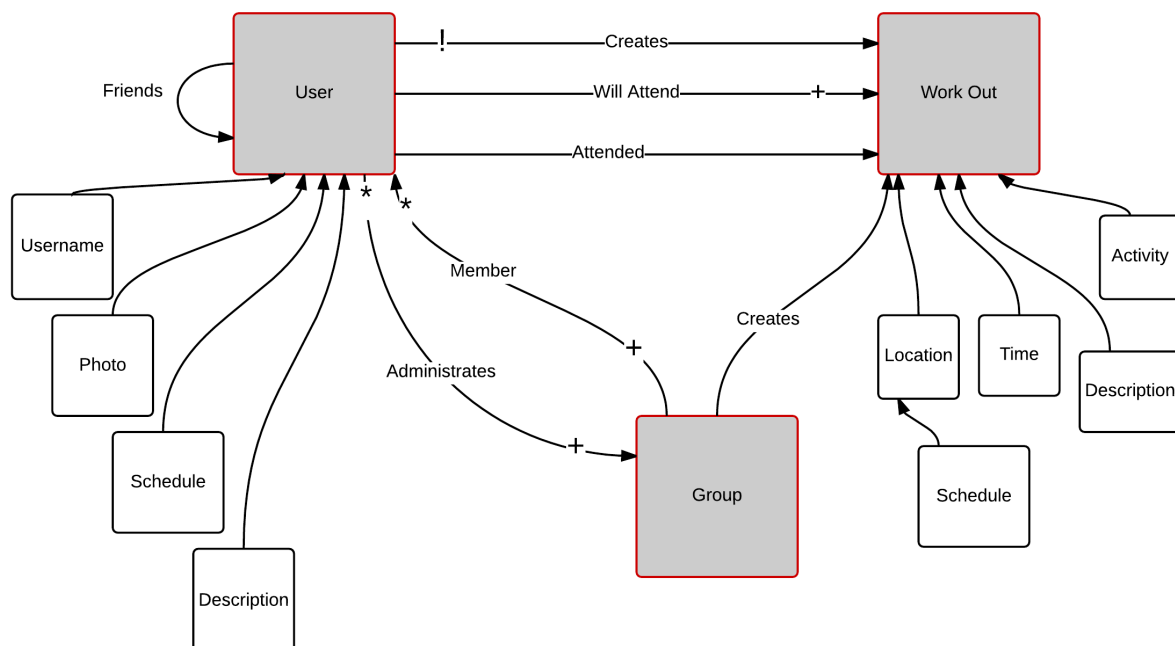 !
Creates
Friends
User
Will Attend
+
Work Out
Attended
*
*
Username
Activity
Member
Creates
+
Photo
Administrates
Location
Time
Description
+
Schedule
Group
Schedule
Description